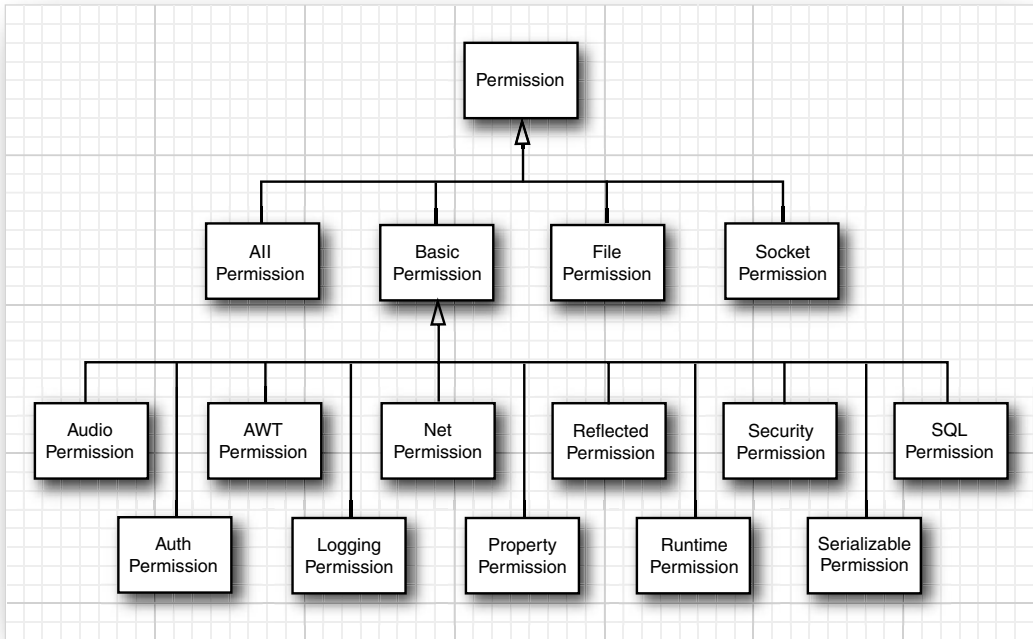 Permission
All
Permission
Basic
Permission
File
Permission
Socket
Permission
Audio
Permission
AWT
Permission
Net
Permission
Reflected
Permission
Security
Permission
SQL
Permission
Auth
Permission
Logging
Permission
Property
Permission
Runtime
Permission
Serializable
Permission